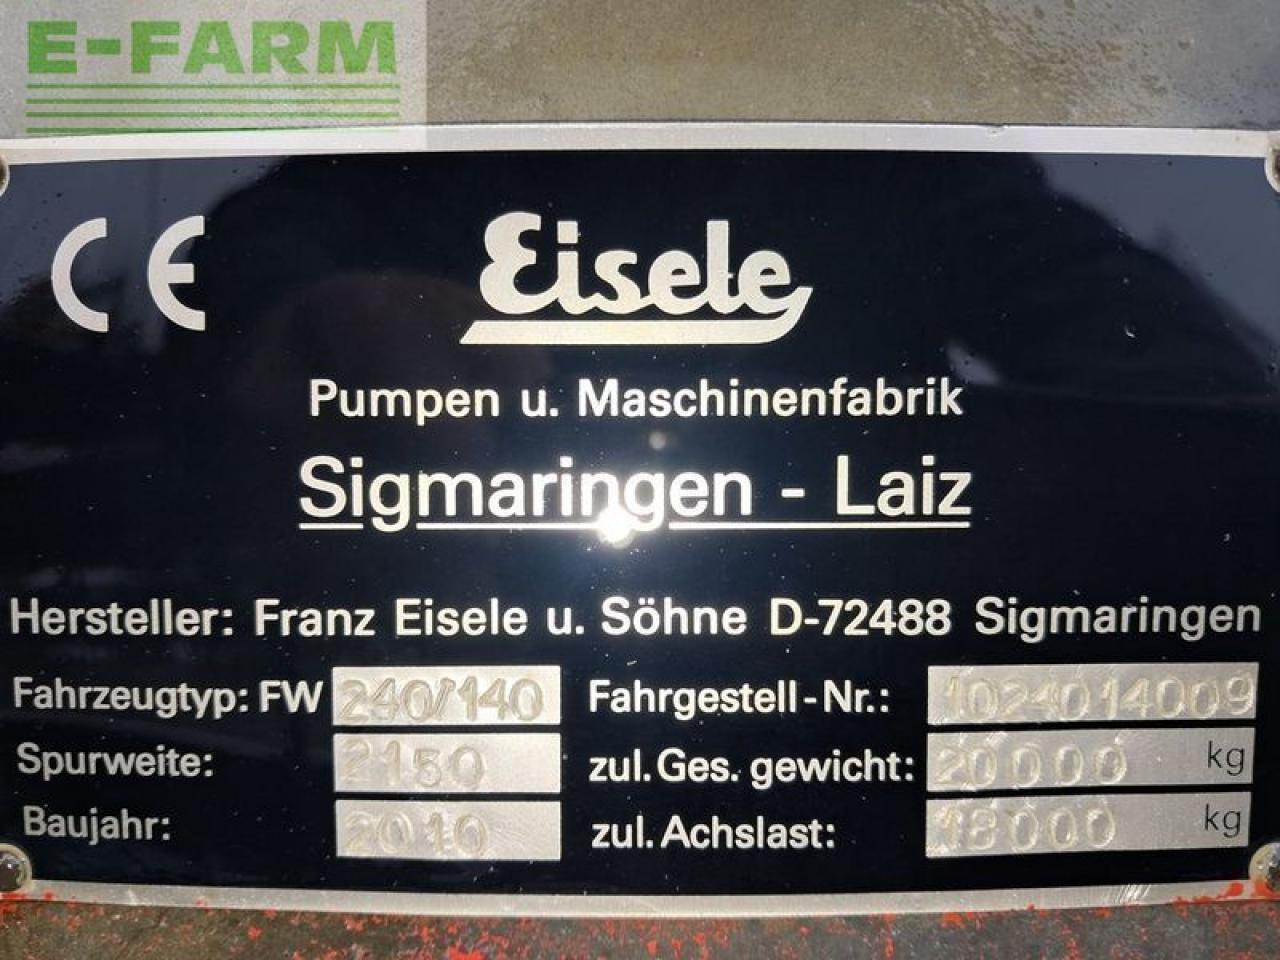 E-FARM
CE
Eisele
Pumpen u. Maschinenfabrik
Sigmaringen - Laiz
Hersteller: Franz Eisele u. Söhne D-72488 Sigmaringen
Fahrzeugtyp: FW 240/140 Fahrgestell-Nr.: 1024014009
Spurweite: 2150 zul. Ges. gewicht: 20000 kg
Baujahr: 2010 zul. Achslast: 18000 kg